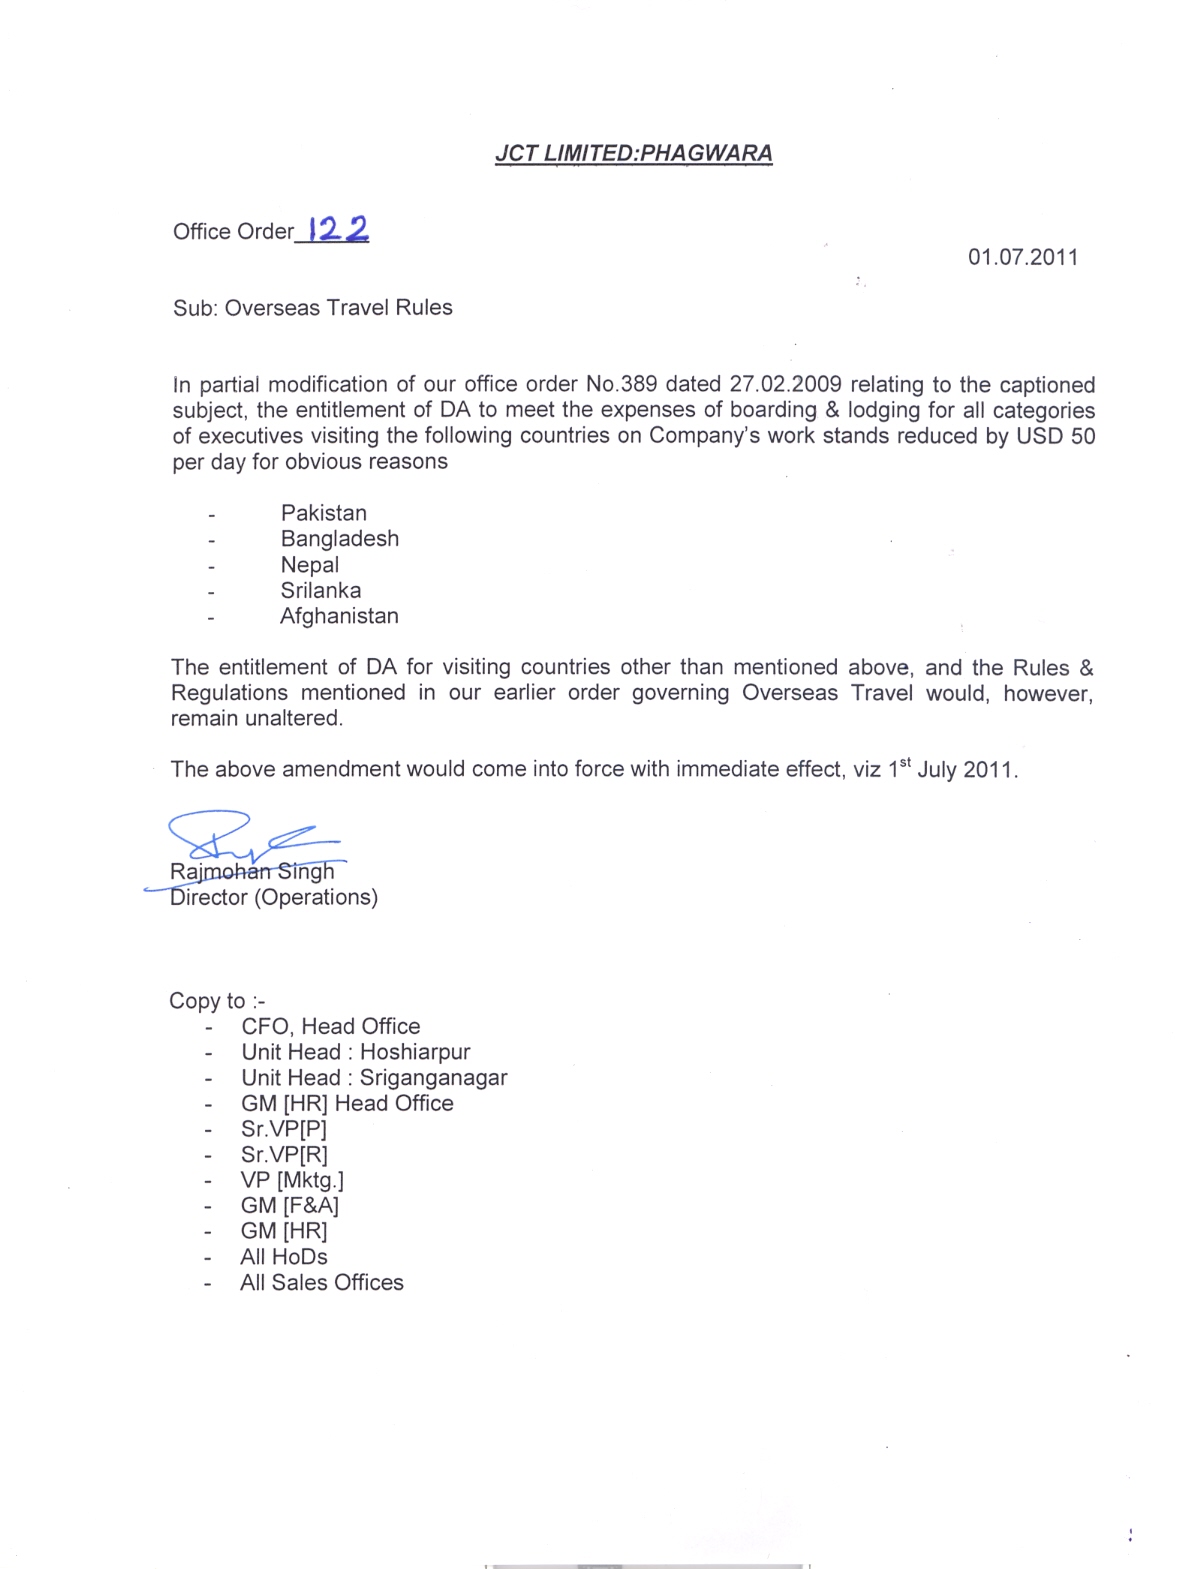 JCT LIMITED:PHAGWARA
Office Order 122
01.07.2011
Sub: Overseas Travel Rules
In partial modification of our office order No.389 dated 27.02.2009 relating to the captioned
subject, the entitlement of DA to meet the expenses of boarding & lodging for all categories
of executives visiting the following countries on Company's work stands reduced by USD 50
per day for obvious reasons
- Pakistan
- Bangladesh
- Nepal
- Srilanka
- Afghanistan
The entitlement of DA for visiting countries other than mentioned above, and the Rules &
Regulations mentioned in our earlier order governing Overseas Travel would, however,
remain unaltered.
The above amendment would come into force with immediate effect, viz 1st July 2011.
Rajmohan Singh
Director (Operations)
Copy to :-
- CFO, Head Office
- Unit Head : Hoshiarpur
- Unit Head : Sriganganagar
- GM [HR] Head Office
- Sr.VP[P]
- Sr.VP[R]
- VP [Mktg.]
- GM [F&A]
- GM [HR]
- All HoDs
- All Sales Offices